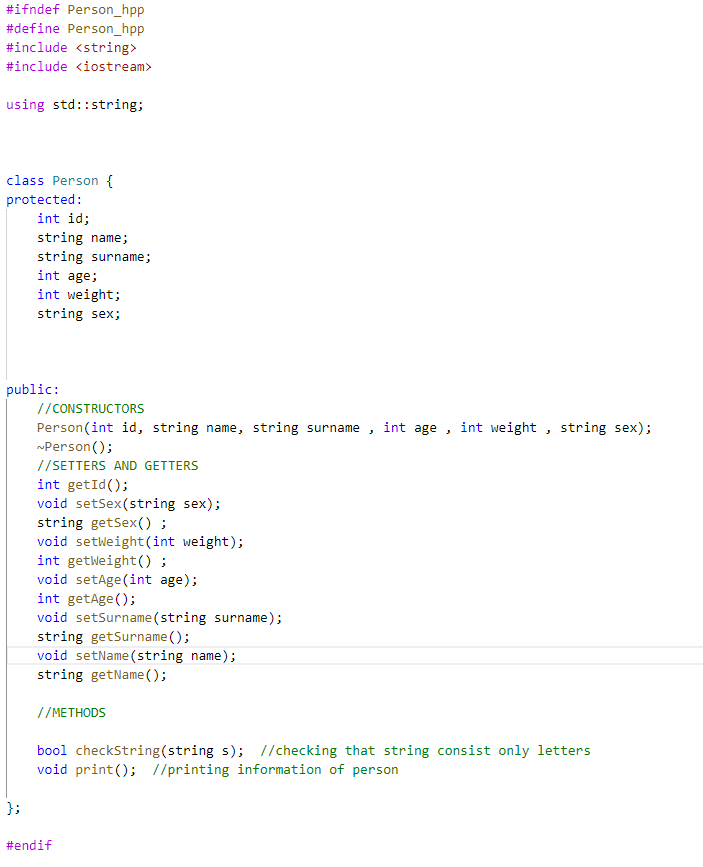 #ifndef Person_hpp
#define Person_hpp
#include <string>
#include <iostream>
using std::string;
class Person {
protected:
    int id;
    string name;
    string surname;
    int age;
    int weight;
    string sex;
public:
    //CONSTRUCTORS
    Person(int id, string name, string surname , int age , int weight , string sex);
    ~Person();
    //SETTERS AND GETTERS
    int getId();
    void setSex(string sex);
    string getSex() ;
    void setWeight(int weight);
    int getWeight() ;
    void setAge(int age);
    int getAge();
    void setSurname(string surname);
    string getSurname();
    void setName(string name);
    string getName();
    //METHODS
    bool checkString(string s);  //checking that string consist only letters
    void print();  //printing information of person
};
#endif